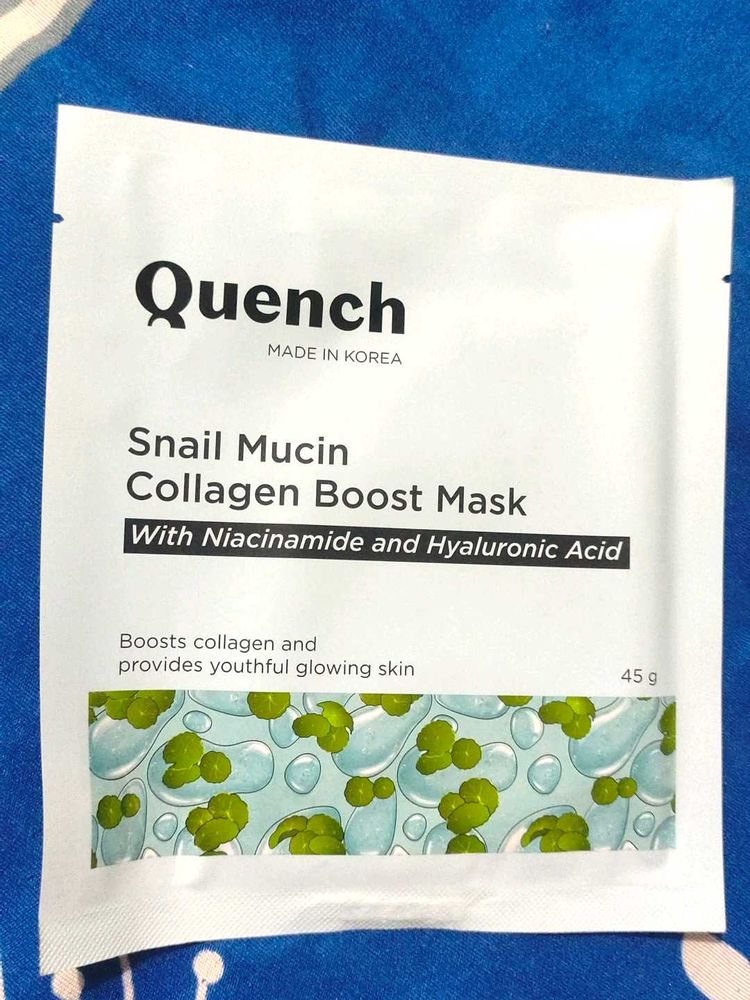 Quench
MADE IN KOREA
Snail Mucin
Collagen Boost Mask
With Niacinamide and Hyaluronic Acid
Boosts collagen and
provides youthful glowing skin
45 g